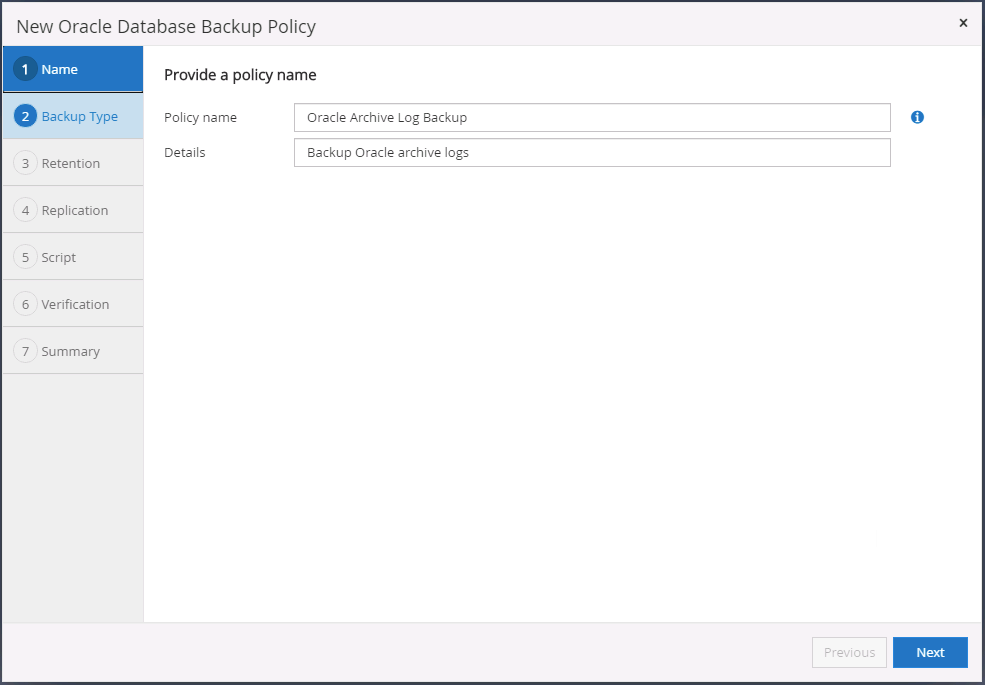 New Oracle Database Backup Policy
×
1 Name
2 Backup Type
3 Retention
4 Replication
5 Script
6 Verification
7 Summary
Provide a policy name
Policy name
Oracle Archive Log Backup
i
Details
Backup Oracle archive logs
Previous
Next